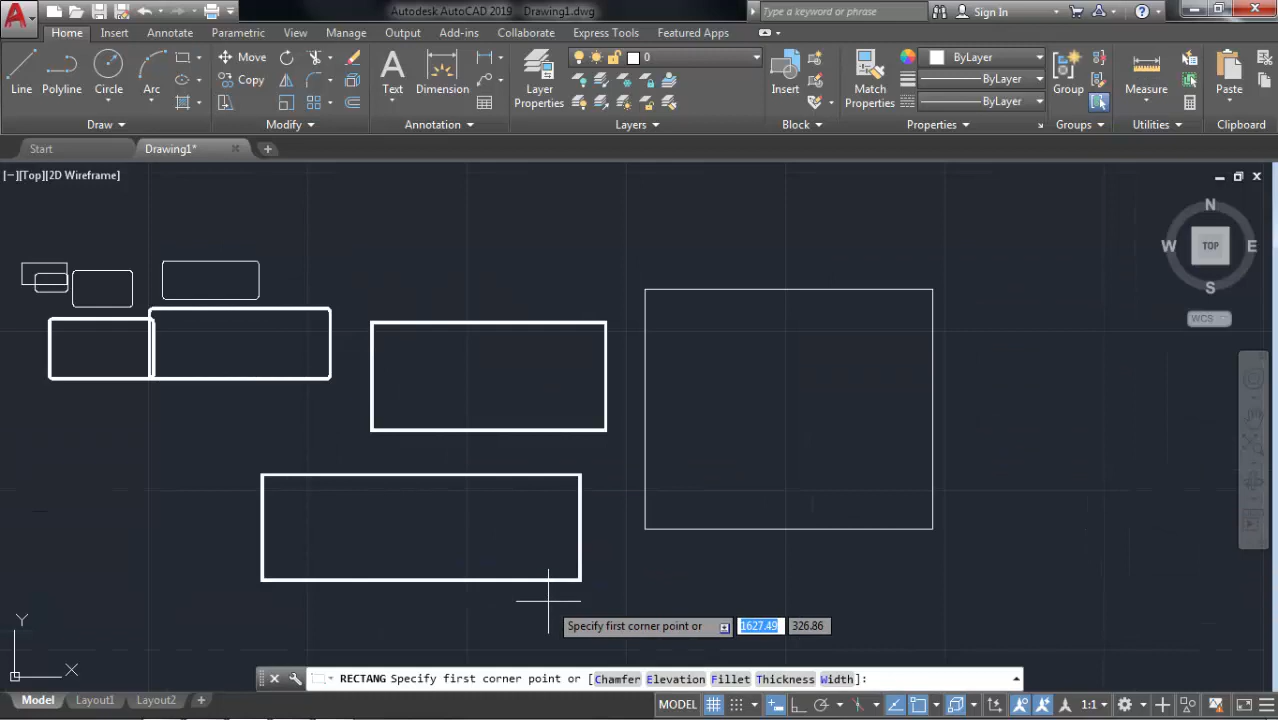 Autodesk AutoCAD 2019 Drawing1.dwg
Type a keyword or phrase
Sign In
Home Insert Annotate Parametric View Manage Output Add-ins Collaborate Express Tools Featured Apps
Line Polyline Circle Arc
Move
Copy
Text Dimension
Layer
Properties
0
Insert
Match
Properties
ByLayer
ByLayer
ByLayer
Group
Measure
Paste
Draw Modify Annotation Layers Block Properties Groups Utilities Clipboard
Start Drawing1*
[−][Top][2D Wireframe]
N
W TOP E
S
WCS
Y
X
Specify first corner point or 1627.49 326.86
RECTANG Specify first corner point or [Chamfer Elevation Fillet Thickness Width]:
Model Layout1 Layout2
MODEL 1:1